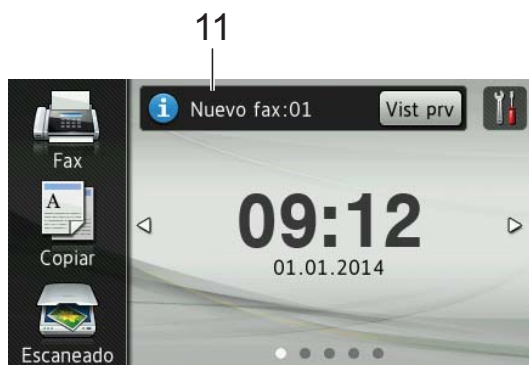 11
Nuevo fax:01
Vist prv
Fax
A
Copiar
09:12
01.01.2014
Escaneado